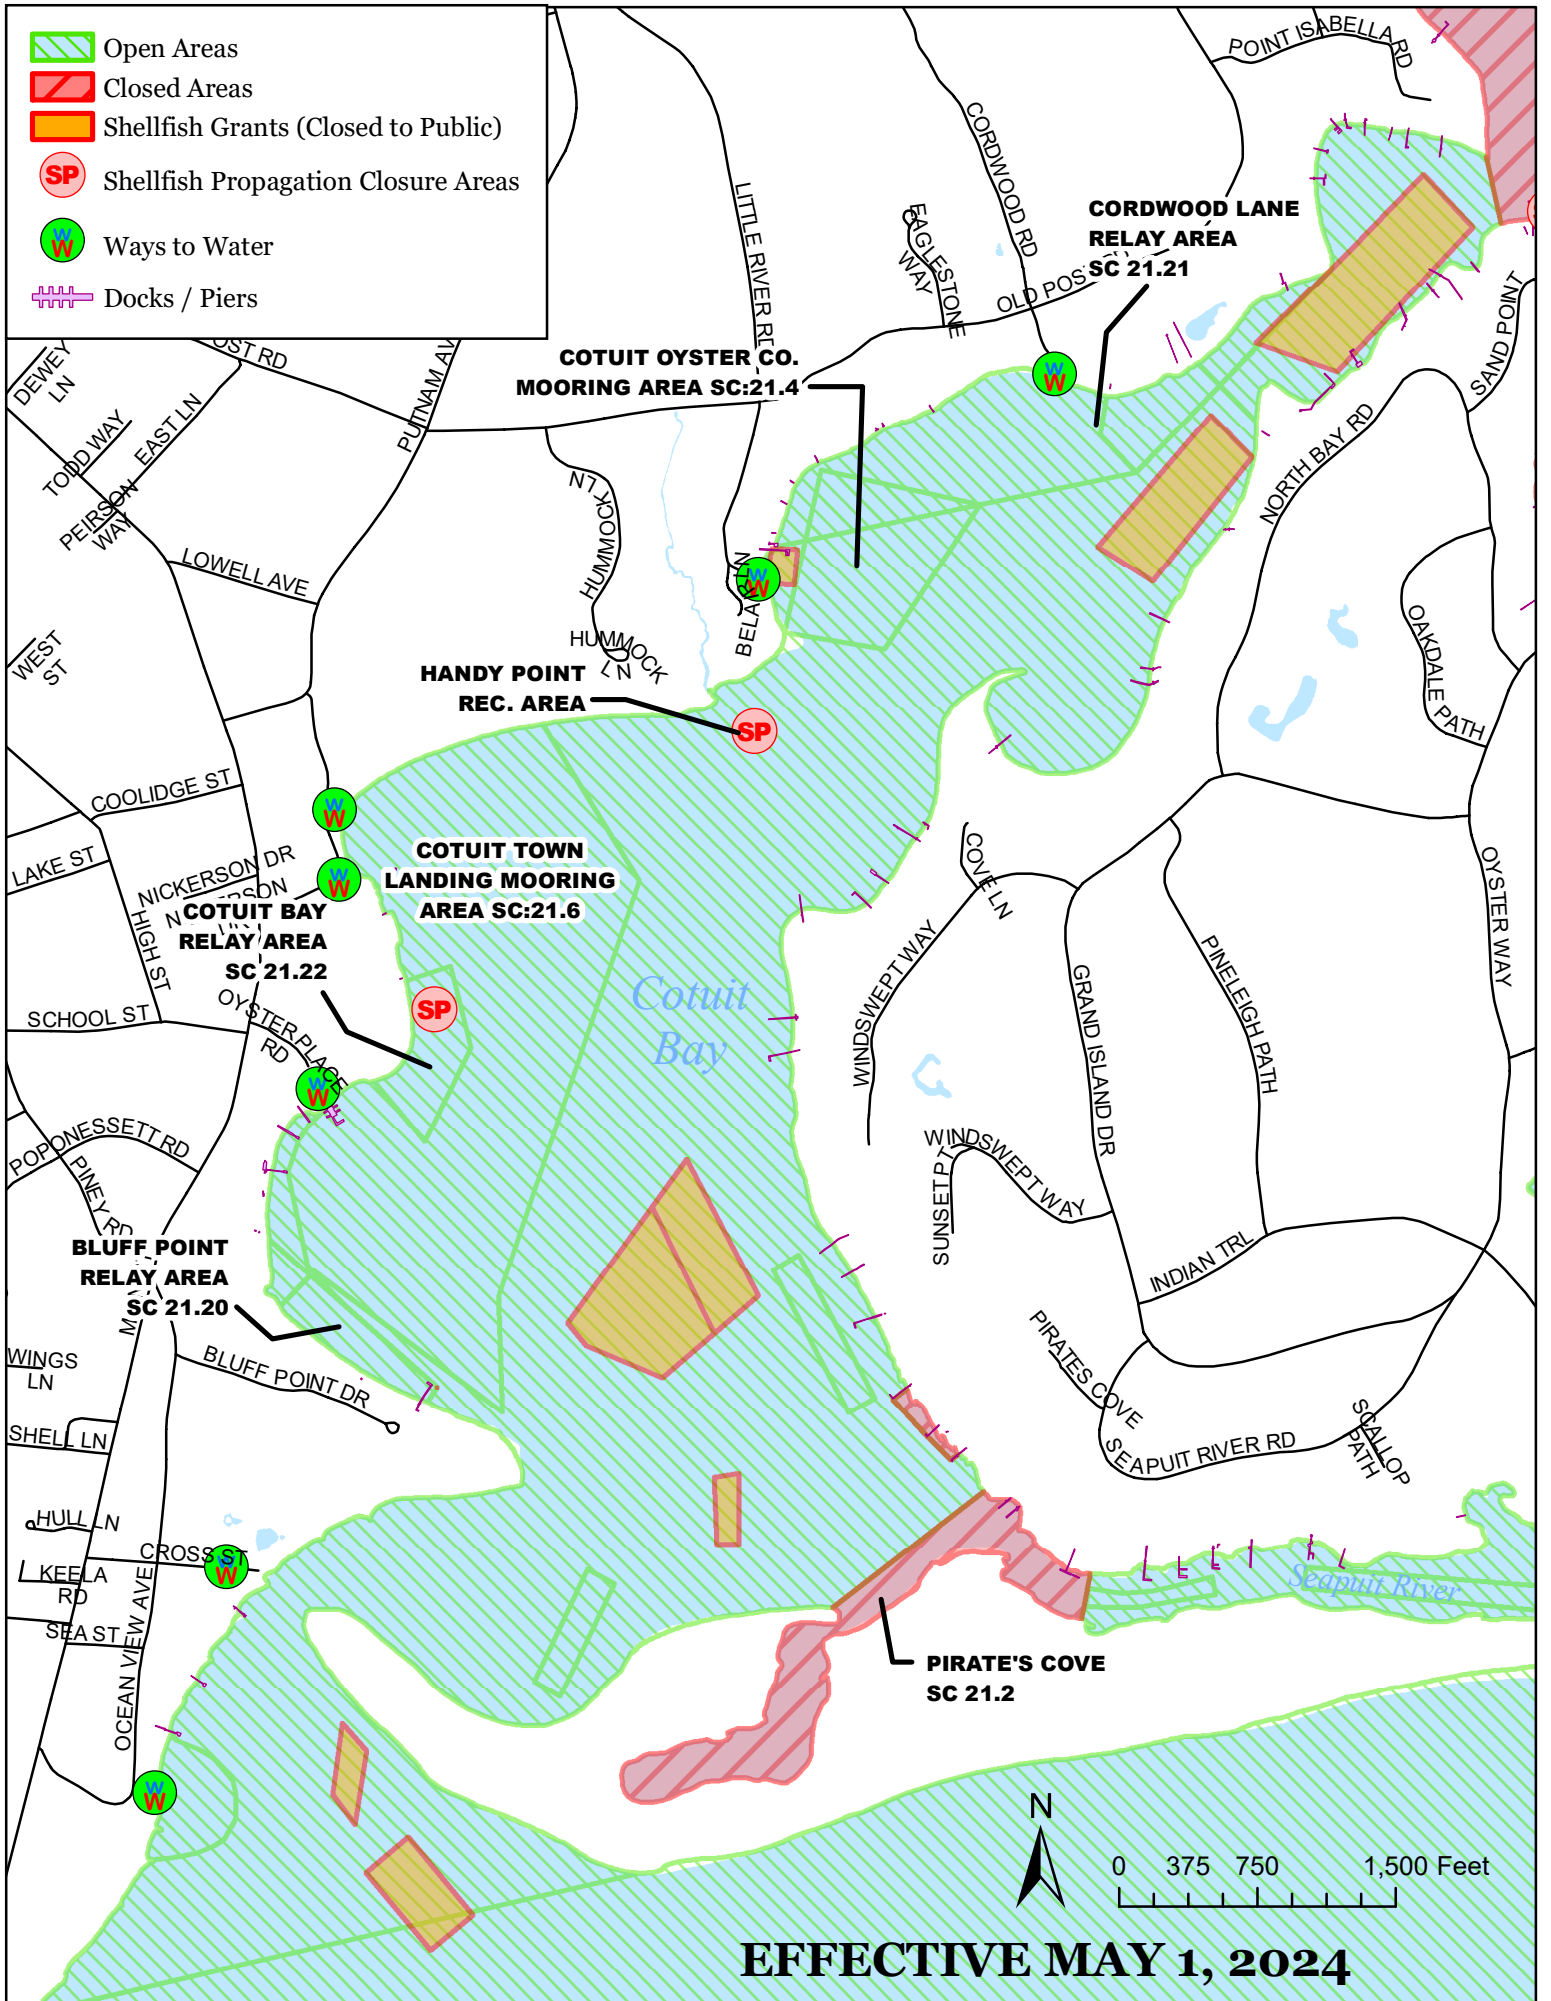 Open Areas
Closed Areas
Shellfish Grants (Closed to Public)
SP
Shellfish Propagation Closure Areas
W
W
Ways to Water
Docks / Piers
POINT ISABELLA RD
CORDWOOD RD
LITTLE RIVER RD
EAGLESTONE
WAY
CORDWOOD LANE
RELAY AREA
SC 21.21
OLD POS
SAND POINT
OST RD
DEWEY
LN
PUTNAM AV
COTUIT OYSTER CO.
MOORING AREA SC:21.4
W
W
EAST LN
TODD WAY
PEIRSON
WAY
NORTH BAY RD
HUMMOCK LN
LOWELL AVE
W
W
BELA
LN
OAKDALE PATH
WEST
ST
HUMMOCK
LN
HANDY POINT
REC. AREA
SP
COOLIDGE ST
W
W
LAKE ST
NICKERSON DR
W
W
COTUIT TOWN
LANDING MOORING
AREA SC:21.6
COVE LN
OYSTER WAY
HIGH ST
COTUIT BAY
RELAY AREA
SC 21.22
WINDSWEPT WAY
GRAND ISLAND DR
PINELEIGH PATH
Cotuit
Bay
SP
SCHOOL ST
OYSTER PLACE
RD
W
W
POPONESSETT RD
PINEY RD
WINDSWEPT WAY
SUNSET PT
BLUFF POINT
RELAY AREA
SC 21.20
M
INDIAN TRL
WINGS
LN
BLUFF POINT DR
PIRATES COVE
SHELL LN
SEAPUIT RIVER RD
SCALLOP
PATH
HULL LN
CROSS ST
W
W
KEELA
RD
Seapuit River
SEA ST
OCEAN VIEW AVE
PIRATE'S COVE
SC 21.2
W
W
N
0 375 750 1,500 Feet
EFFECTIVE MAY 1, 2024